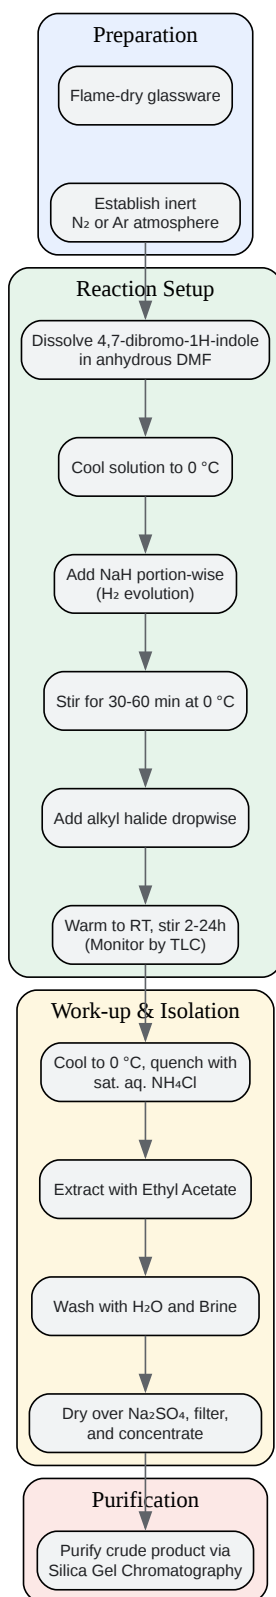 Preparation
Flame-dry glassware
Establish inert
N₂ or Ar atmosphere
Reaction Setup
Dissolve 4,7-dibromo-1H-indole
in anhydrous DMF
Cool solution to 0 °C
Add NaH portion-wise
(H₂ evolution)
Stir for 30-60 min at 0 °C
Add alkyl halide dropwise
Warm to RT, stir 2-24h
(Monitor by TLC)
Work-up & Isolation
Cool to 0 °C, quench with
sat. aq. NH₄Cl
Extract with Ethyl Acetate
Wash with H₂O and Brine
Dry over Na₂SO₄, filter,
and concentrate
Purification
Purify crude product via
Silica Gel Chromatography